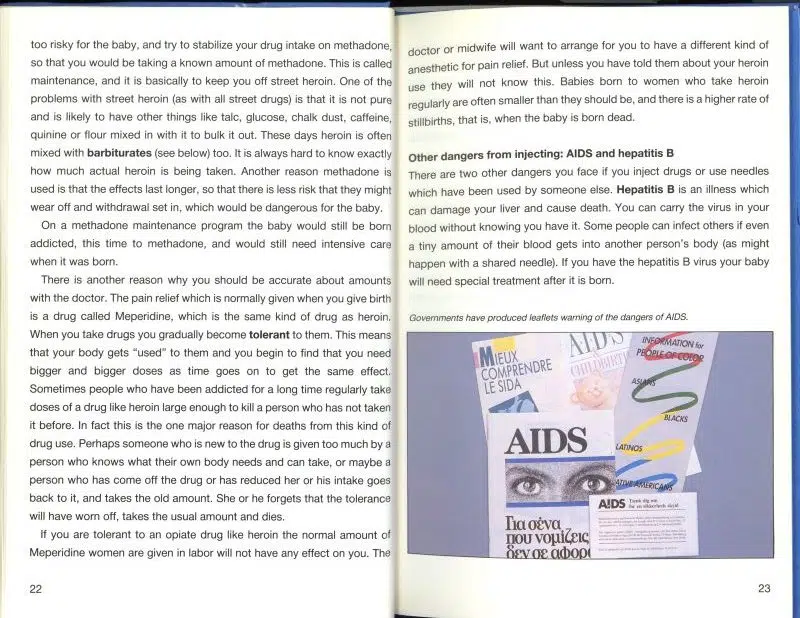 too risky for the baby, and try to stabilize your drug intake on methadone,
so that you would be taking a known amount of methadone. This is called
maintenance, and it is basically to keep you off street heroin. One of the
problems with street heroin (as with all street drugs) is that it is not pure
and is likely to have other things like talc, glucose, chalk dust, caffeine,
quinine or flour mixed in with it to bulk it out. These days heroin is often
mixed with barbiturates (see below) too. It is always hard to know exactly
how much actual heroin is being taken. Another reason methadone is
used is that the effects last longer, so that there is less risk that they might
wear off and withdrawal set in, which would be dangerous for the baby.
On a methadone maintenance program the baby would still be born
addicted, this time to methadone, and would still need intensive care
when it was born.
There is another reason why you should be accurate about amounts
with the doctor. The pain relief which is normally given when you give birth
is a drug called Meperidine, which is the same kind of drug as heroin.
When you take drugs you gradually become tolerant to them. This means
that your body gets “used” to them and you begin to find that you need
bigger and bigger doses as time goes on to get the same effect.
Sometimes people who have been addicted for a long time regularly take
doses of a drug like heroin large enough to kill a person who has not taken
it before. In fact this is the one major reason for deaths from this kind of
drug use. Perhaps someone who is new to the drug is given too much by a
person who knows what their own body needs and can take, or maybe a
person who has come off the drug or has reduced her or his intake goes
back to it, and takes the old amount. She or he forgets that the tolerance
will have worn off, takes the usual amount and dies.
If you are tolerant to an opiate drug like heroin the normal amount of
Meperidine women are given in labor will not have any effect on you. The
22
doctor or midwife will want to arrange for you to have a different kind of
anesthetic for pain relief. But unless you have told them about your heroin
use they will not know this. Babies born to women who take heroin
regularly are often smaller than they should be, and there is a higher rate of
stillbirths, that is, when the baby is born dead.
Other dangers from injecting: AIDS and hepatitis B
There are two other dangers you face if you inject drugs or use needles
which have been used by someone else. Hepatitis B is an illness which
can damage your liver and cause death. You can carry the virus in your
blood without knowing you have it. Some people can infect others if even
a tiny amount of their blood gets into another person’s body (as might
happen with a shared needle). If you have the hepatitis B virus your baby
will need special treatment after it is born.
Governments have produced leaflets warning of the dangers of AIDS.
MIEUX
COMPRENDRE
LE SIDA
AIDS
&
CHILDBIRTH
INFORMATION for
PEOPLE OF COLOR
ASIANS
BLACKS
LATINOS
ATIVE AMERICANS
AIDS
Για σένα
που νομίζεις
δεν σε αφορ
AIDS
23